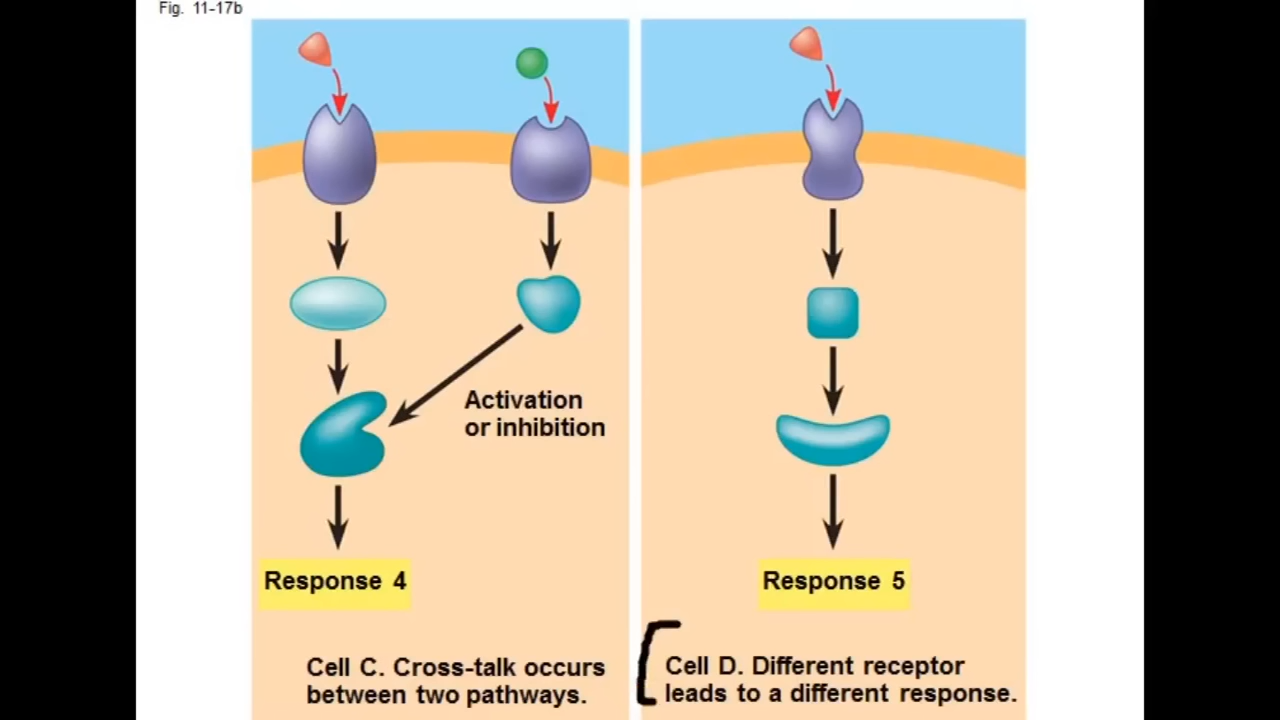 Fig. 11-17b
Activation
or inhibition
Response 4
Response 5
Cell C. Cross-talk occurs
between two pathways.
Cell D. Different receptor
leads to a different response.